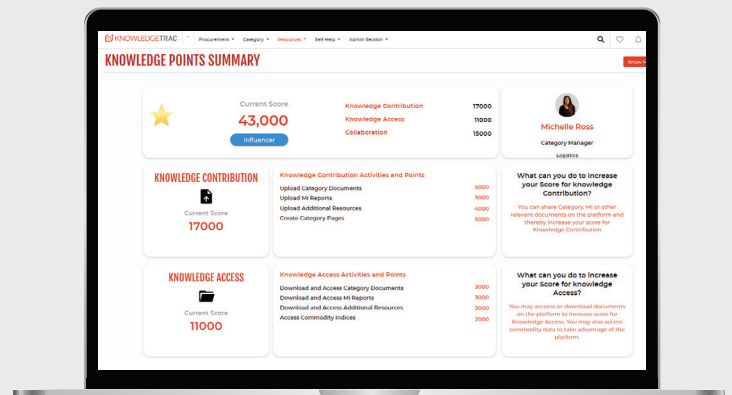 KNOWLEDGETRAC
Procurement Category Resources Self Help Admin Session
KNOWLEDGE POINTS SUMMARY
Know
Current Score
43,000
Influencer
Knowledge Contribution 17000
Knowledge Access 11000
Collaboration 15000
Michelle Ross
Category Manager
Logistics
KNOWLEDGE CONTRIBUTION
Current Score
17000
Knowledge Contribution Activities and Points
Upload Category Documents 5000
Upload MI Reports 3000
Upload Additional Resources 4000
Create Category Pages 5000
What can you do to increase
your Score for knowledge
Contribution?
You can share Category, MI or other
relevant documents on the platform and
thereby increase your score for
Knowledge Contribution
KNOWLEDGE ACCESS
Current Score
11000
Knowledge Access Activities and Points
Download and Access Category Documents 3000
Download and Access MI Reports 3000
Download and Access Additional Resources 3000
Access Commodity Indices 2000
What can you do to increase
your Score for knowledge
Access?
You may access or download documents
on the platform to increase score for
Knowledge Access. You may also access
commodity data to take advantage of the
platform.